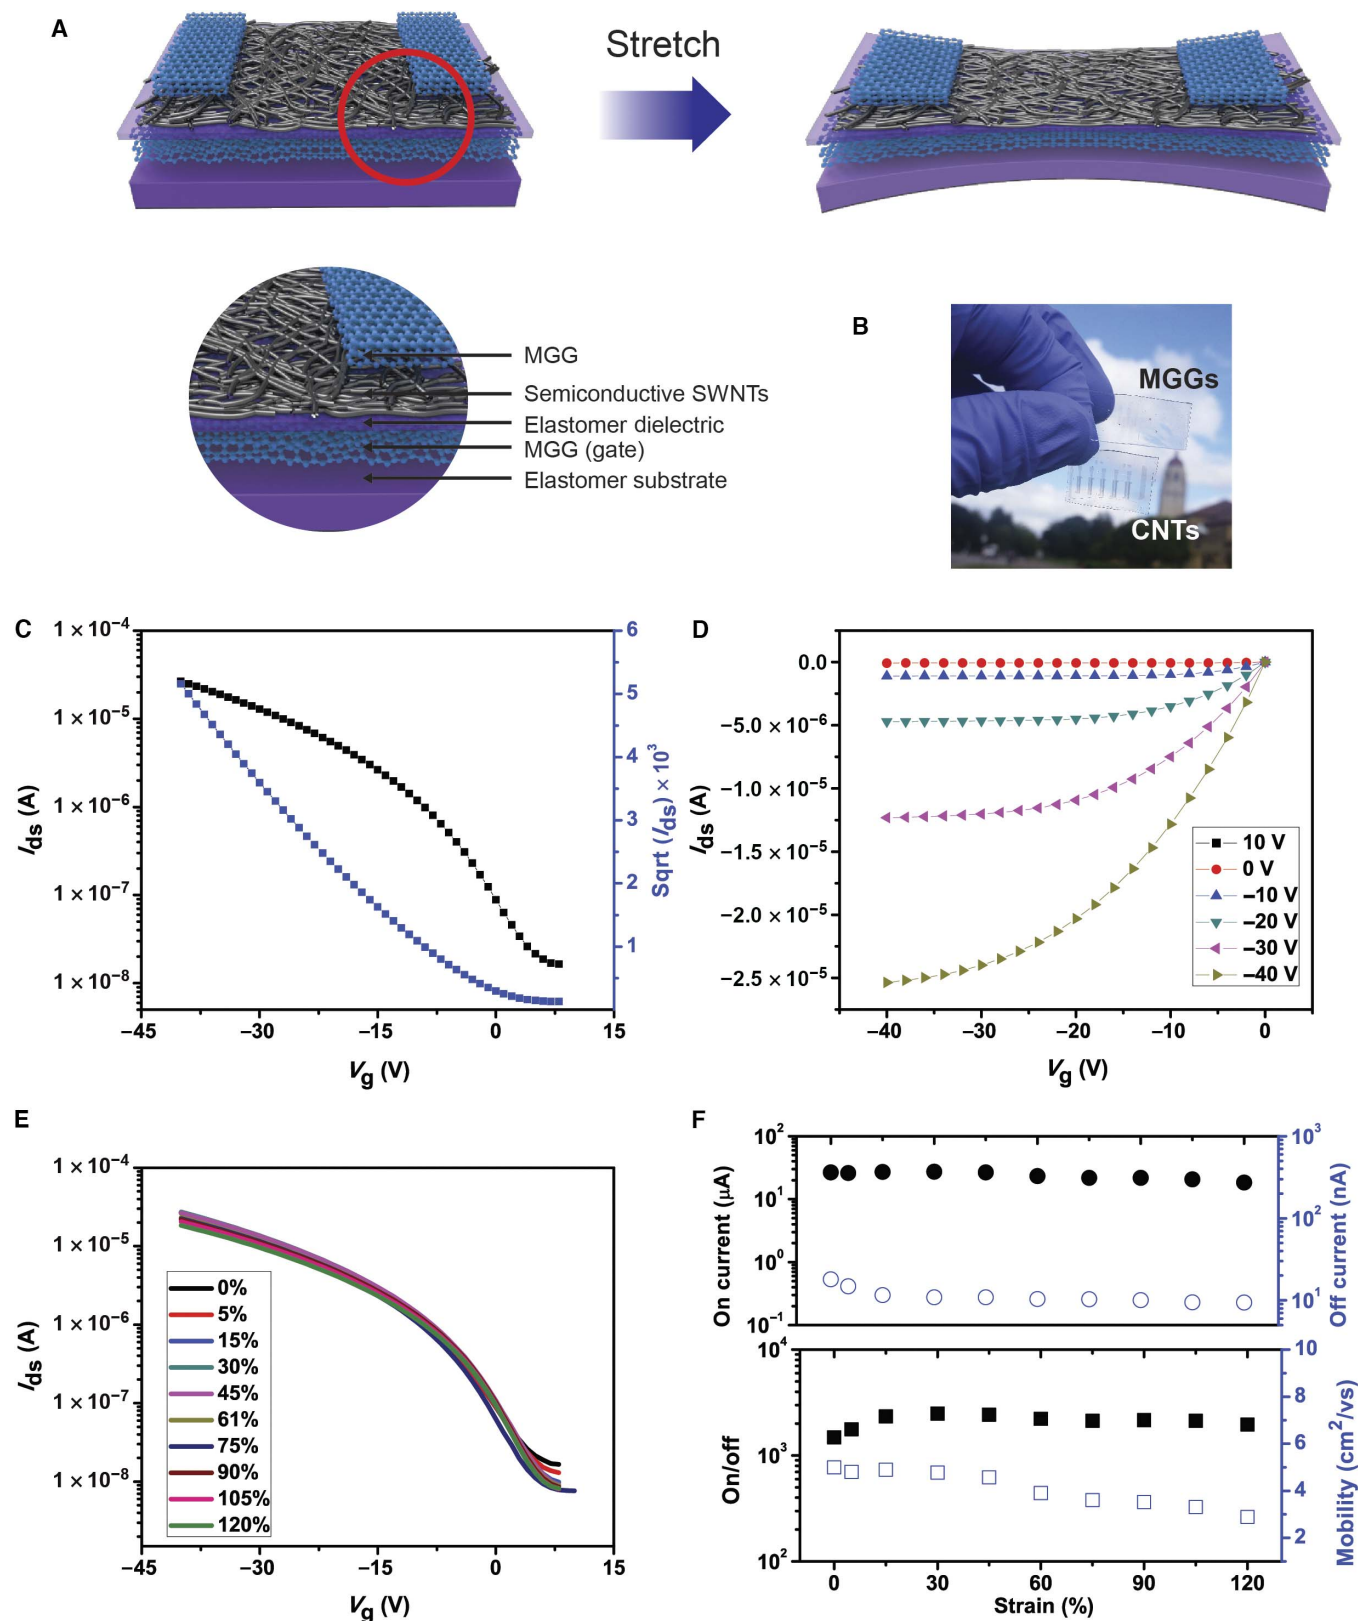 A
Stretch
MGG
Semiconductive SWNTs
Elastomer dielectric
MGG (gate)
Elastomer substrate
B
MGGs
CNTs
C
1 × 10⁻⁴
1 × 10⁻⁵
1 × 10⁻⁶
1 × 10⁻⁷
1 × 10⁻⁸
Ids (A)
6
5
4
3
2
1
Sqrt (Ids) × 10³
−45 −30 −15 0 15
Vg (V)
D
0.0
−5.0 × 10⁻⁶
−1.0 × 10⁻⁵
−1.5 × 10⁻⁵
−2.0 × 10⁻⁵
−2.5 × 10⁻⁵
Ids (A)
10 V
0 V
−10 V
−20 V
−30 V
−40 V
−40 −30 −20 −10 0
Vg (V)
E
1 × 10⁻⁴
1 × 10⁻⁵
1 × 10⁻⁶
1 × 10⁻⁷
1 × 10⁻⁸
Ids (A)
0%
5%
15%
30%
45%
61%
75%
90%
105%
120%
−45 −30 −15 0 15
Vg (V)
F
10²
10¹
10⁰
10⁻¹
On current (μA)
10³
10²
10¹
Off current (nA)
10⁴
10³
10²
On/off
10
8
6
4
2
Mobility (cm²/vs)
0 30 60 90 120
Strain (%)